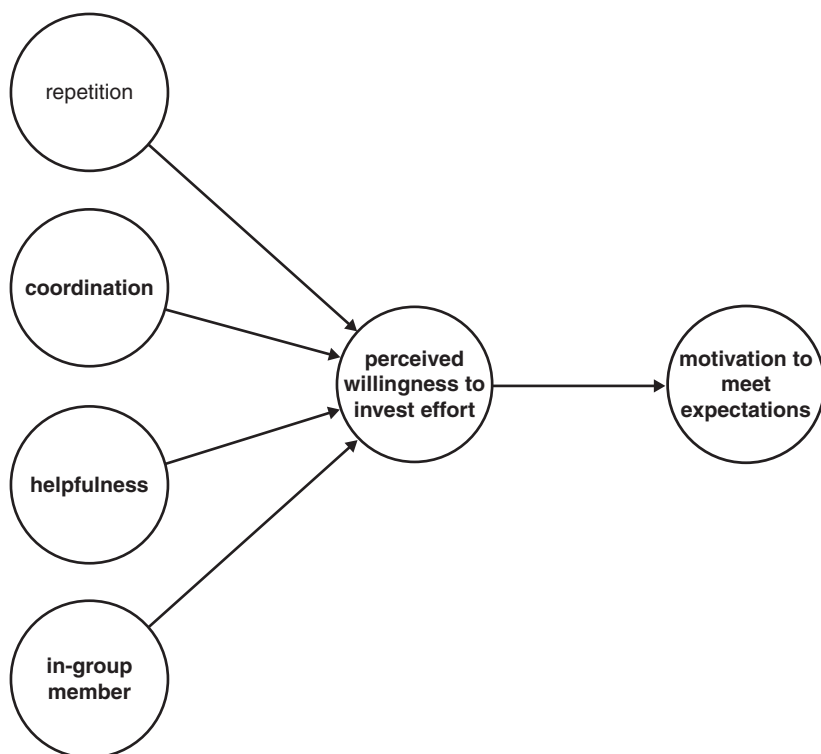 repetition
coordination
helpfulness
in-group
member
perceived
willingness to
invest effort
motivation to
meet
expectations